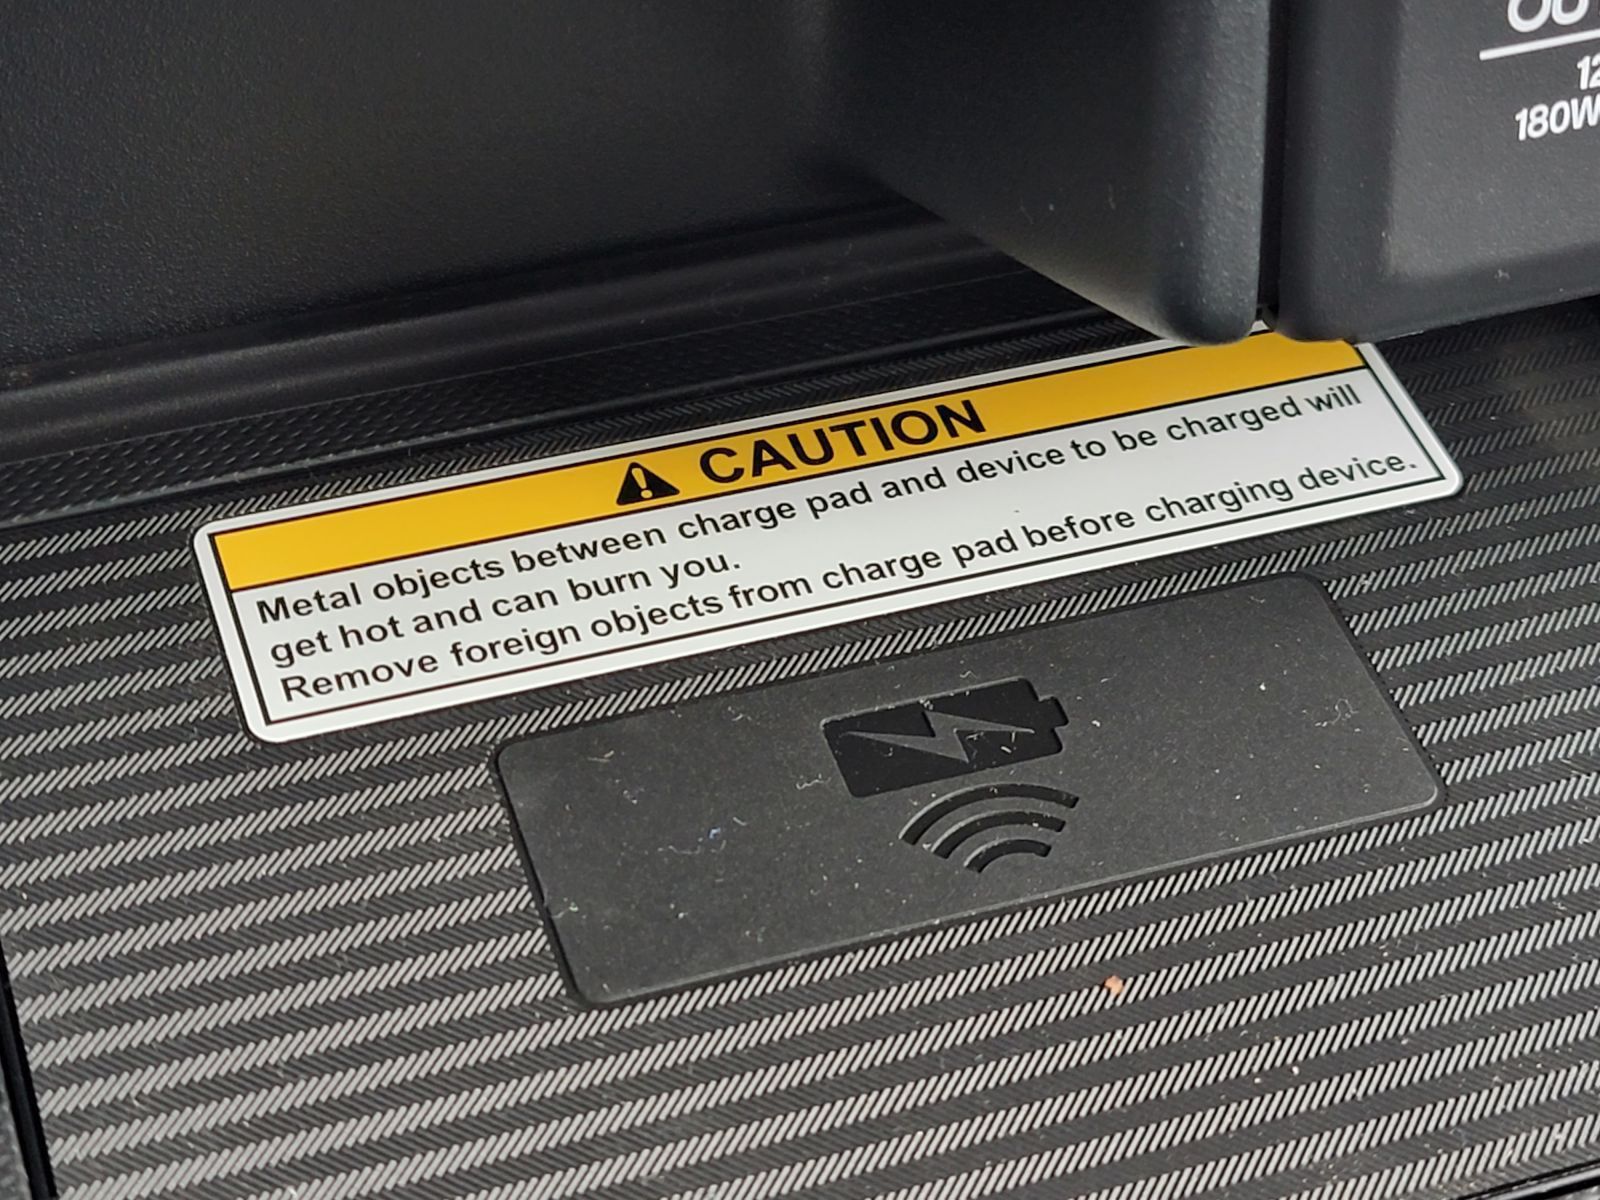 180W
CAUTION
Metal objects between charge pad and device to be charged will
get hot and can burn you.
Remove foreign objects from charge pad before charging device.